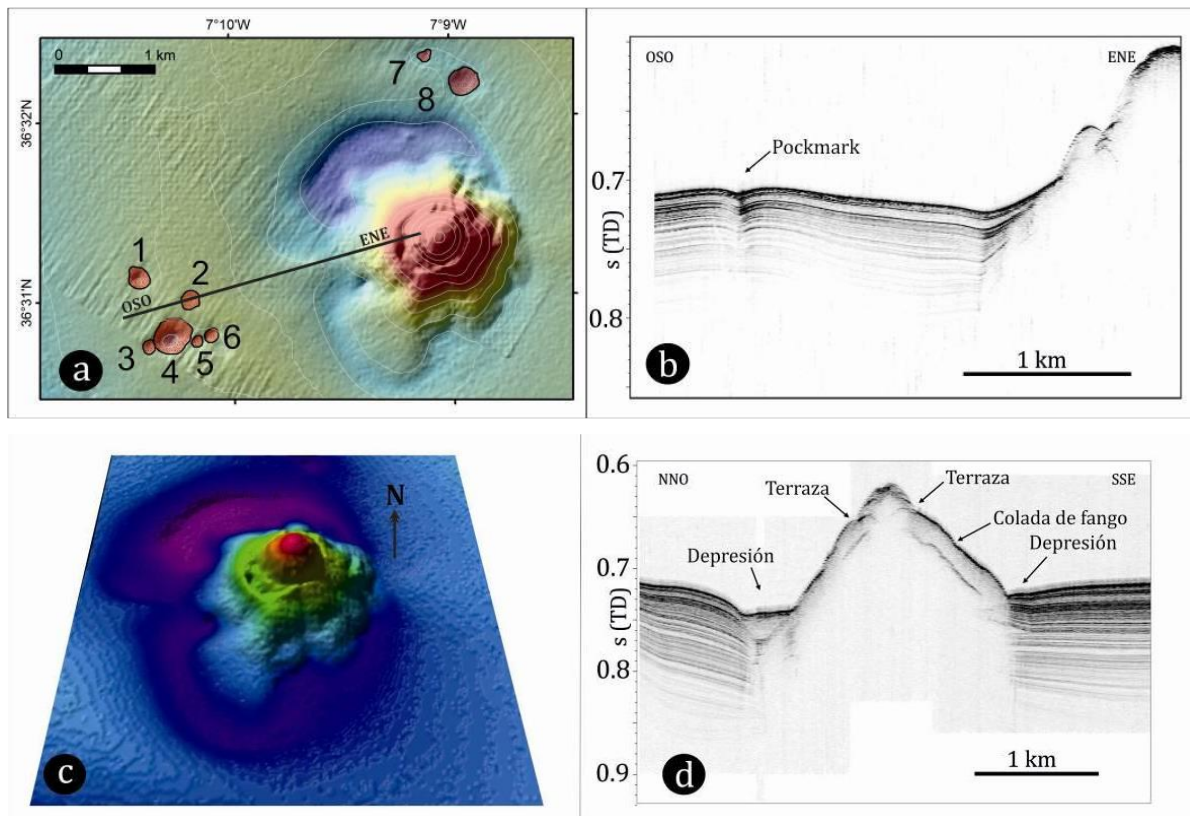 7°10'W 7°9'W
0 1 km
36°32'N
36°31'N
1
2
3
4
5
6
7
8
OSO
ENE
a
OSO ENE
Pockmark
0.7
s (TD)
0.8
1 km
b
N
c
0.6
NNO SSE
Terraza
Terraza
Colada de fango
Depresión
Depresión
0.7
s (TD)
0.8
0.9
1 km
d